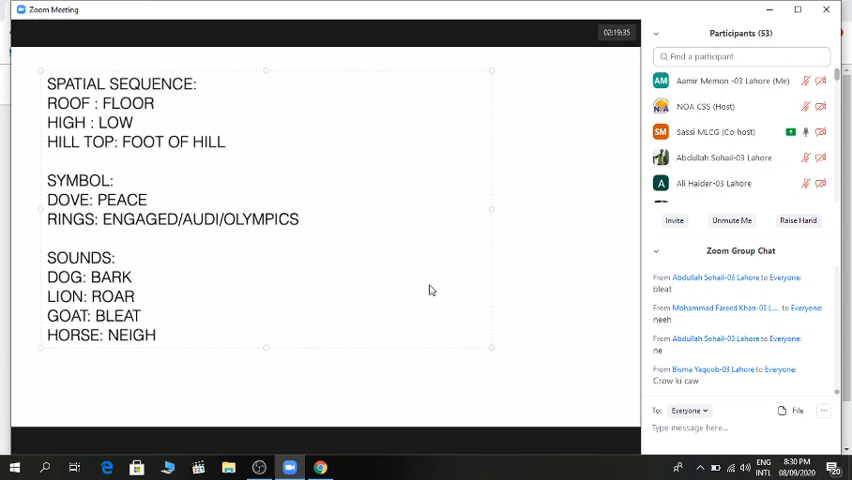 Zoom Meeting
02:19:35
SPATIAL SEQUENCE:
ROOF : FLOOR
HIGH : LOW
HILL TOP: FOOT OF HILL
SYMBOL:
DOVE: PEACE
RINGS: ENGAGED/AUDI/OLYMPICS
SOUNDS:
DOG: BARK
LION: ROAR
GOAT: BLEAT
HORSE: NEIGH
Participants (53)
Find a participant
AM Aamir Memon -03 Lahore (Me)
NOA NOA CSS (Host)
SM Sassi MLCG (Co-host)
Abdullah Sohail-03 Lahore
A Ali Haider-03 Lahore
Invite Unmute Me Raise Hand
Zoom Group Chat
From Abdullah Sohail-03 Lahore to Everyone:
bleat
From Mohammad Fareed Khan-03 L... to Everyone:
neeh
From Abdullah Sohail-03 Lahore to Everyone:
ne
From Bisma Yaqoob-03 Lahore to Everyone:
Crow ki caw
To: Everyone File ...
Type message here...
ENG 8:30 PM
INTL 08/09/2020 20